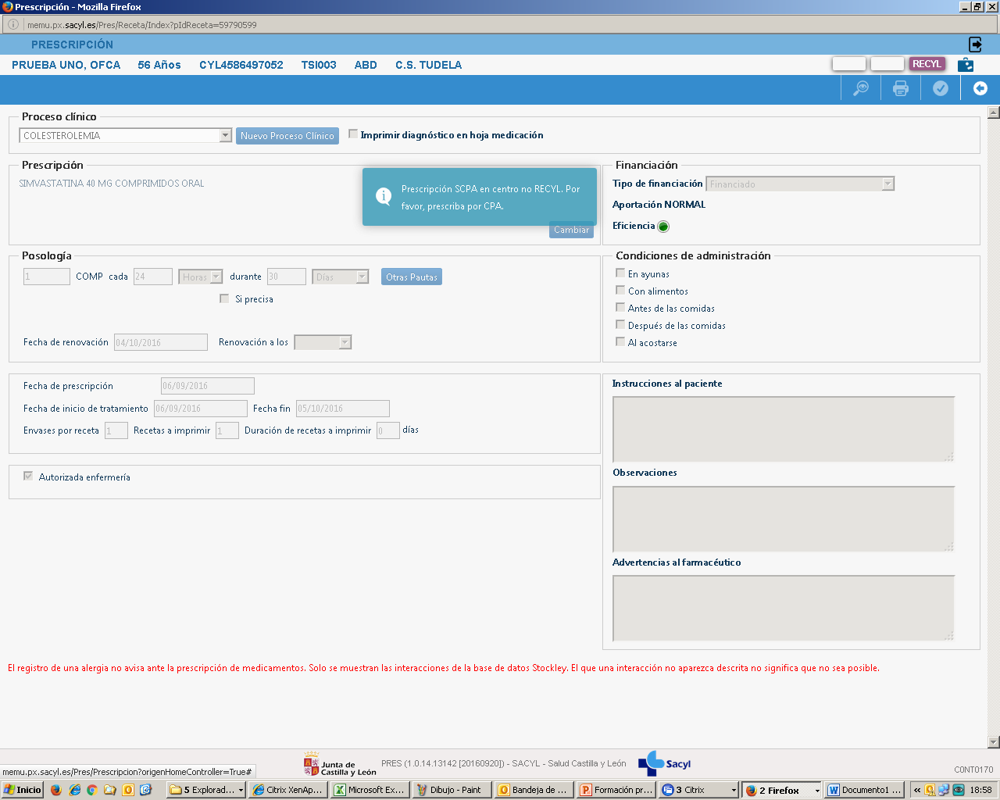 Prescripción - Mozilla Firefox
memu.px.sacyl.es/Pres/Receta/Index?pIdReceta=59790599
PRESCRIPCIÓN
PRUEBA UNO, OFCA 56 Años CYL4586497052 TSI003 ABD C.S. TUDELA RECYL
Proceso clínico
COLESTEROLEMIA Nuevo Proceso Clínico Imprimir diagnóstico en hoja medicación
Prescripción
SIMVASTATINA 40 MG COMPRIMIDOS ORAL
Prescripción SCPA en centro no RECYL. Por
favor, prescriba por CPA.
Cambiar
Financiación
Tipo de financiación Financiado
Aportación NORMAL
Eficiencia
Posología
1 COMP cada 24 Horas durante 30 Días Otras Pautas
Si precisa
Fecha de renovación 04/10/2016 Renovación a los
Condiciones de administración
En ayunas
Con alimentos
Antes de las comidas
Después de las comidas
Al acostarse
Fecha de prescripción 06/09/2016
Fecha de inicio de tratamiento 06/09/2016 Fecha fin 05/10/2016
Envases por receta 1 Recetas a imprimir 1 Duración de recetas a imprimir 0 días
Autorizada enfermería
Instrucciones al paciente
Observaciones
Advertencias al farmacéutico
El registro de una alergia no avisa ante la prescripción de medicamentos. Solo se muestran las interacciones de la base de datos Stockley. El que una interacción no aparezca descrita no significa que no sea posible.
Junta de
Castilla y León
PRES (1.0.14.13142 [20160920]) - SACYL - Salud Castilla y León
Sacyl
C0NT0170
memu.px.sacyl.es/Pres/Prescripcion?origenHomeController=True#
Inicio 5 Explorad... Citrix XenAp... Microsoft Ex... Dibujo - Paint Bandeja de ... Formación pr... 3 Citrix 2 Firefox Documento1 ... « 18:58